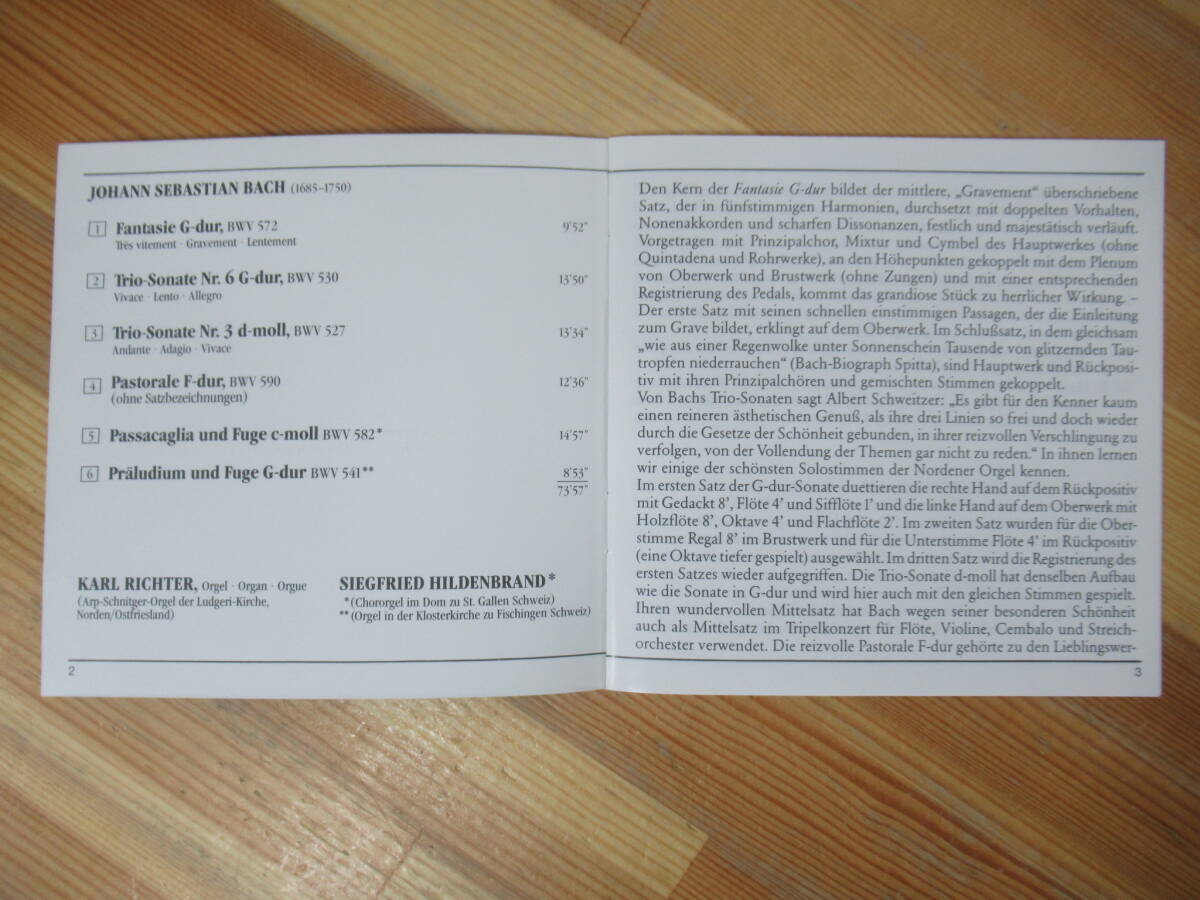 JOHANN SEBASTIAN BACH (1685–1750)
1 Fantasie G-dur, BWV 572 9'52"
Très vitement · Gravement · Lentement
2 Trio-Sonate Nr. 6 G-dur, BWV 530 13'50"
Vivace · Lento · Allegro
3 Trio-Sonate Nr. 3 d-moll, BWV 527 13'34"
Andante · Adagio · Vivace
4 Pastorale F-dur, BWV 590 12'36"
(ohne Satzbezeichnungen)
5 Passacaglia und Fuge c-moll BWV 582* 14'57"
6 Präludium und Fuge G-dur BWV 541** 8'53"
73'57"
KARL RICHTER, Orgel · Organ · Orgue
(Arp-Schnitger-Orgel der Ludgeri-Kirche,
Norden/Ostfriesland)
SIEGFRIED HILDENBRAND*
*(Chororgel im Dom zu St. Gallen Schweiz)
**(Orgel in der Klosterkirche zu Fischingen Schweiz)
2
Den Kern der Fantasie G-dur bildet der mittlere, „Gravement“ überschriebene
Satz, der in fünfstimmigen Harmonien, durchsetzt mit doppelten Vorhalten,
Nonenakkorden und scharfen Dissonanzen, festlich und majestätisch verläuft.
Vorgetragen mit Prinzipalchor, Mixtur und Cymbel des Hauptwerkes (ohne
Quintadena und Rohrwerke), an den Höhepunkten gekoppelt mit dem Plenum
von Oberwerk und Brustwerk (ohne Zungen) und mit einer entsprechenden
Registrierung des Pedals, kommt das grandiose Stück zu herrlicher Wirkung. –
Der erste Satz mit seinen schnellen einstimmigen Passagen, der die Einleitung
zum Grave bildet, erklingt auf dem Oberwerk. Im Schlußsatz, in dem gleichsam
„wie aus einer Regenwolke unter Sonnenschein Tausende von glitzernden Tau-
tropfen niederrauchen“ (Bach-Biograph Spitta), sind Hauptwerk und Rückposi-
tiv mit ihren Prinzipalchören und gemischten Stimmen gekoppelt.
Von Bachs Trio-Sonaten sagt Albert Schweitzer: „Es gibt für den Kenner kaum
einen reineren ästhetischen Genuß, als ihre drei Linien so frei und doch wieder
durch die Gesetze der Schönheit gebunden, in ihrer reizvollen Verschlingung zu
verfolgen, von der Vollendung der Themen gar nicht zu reden.“ In ihnen lernen
wir einige der schönsten Solostimmen der Nordener Orgel kennen.
Im ersten Satz der G-dur-Sonate duettieren die rechte Hand auf dem Rückpositiv
mit Gedackt 8’, Flöte 4’ und Sifflöte 1’ und die linke Hand auf dem Oberwerk mit
Holzflöte 8’, Oktave 4’ und Flachflöte 2’. Im zweiten Satz wurden für die Ober-
stimme Regal 8’ im Brustwerk und für die Unterstimme Flöte 4’ im Rückpositiv
(eine Oktave tiefer gespielt) ausgewählt. Im dritten Satz wird die Registrierung des
ersten Satzes wieder aufgegriffen. Die Trio-Sonate d-moll hat denselben Aufbau
wie die Sonate in G-dur und wird hier auch mit den gleichen Stimmen gespielt.
Ihren wundervollen Mittelsatz hat Bach wegen seiner besonderen Schönheit
auch als Mittelsatz im Tripelkonzert für Flöte, Violine, Cembalo und Streich-
orchester verwendet. Die reizvolle Pastorale F-dur gehörte zu den Lieblingswer-
3